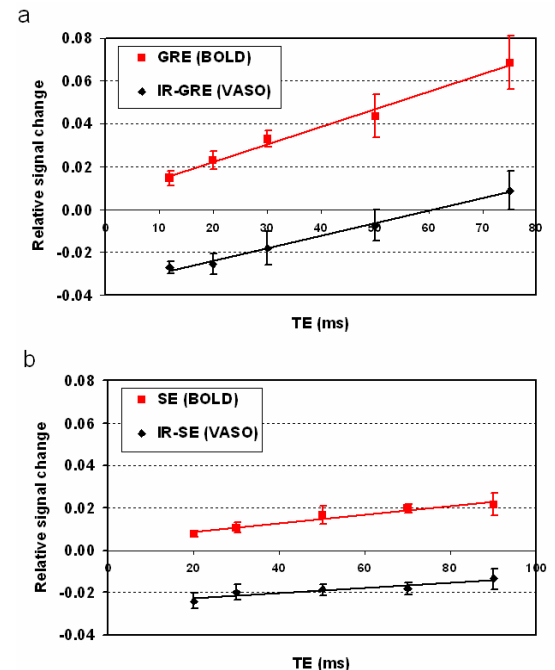 a
0.08
GRE (BOLD)
0.06
IR-GRE (VASO)
0.04
0.02
0.00
0 10 20 30 40 50 60 70 80
-0.02
-0.04
Relative signal change
TE (ms)
b
0.08
SE (BOLD)
0.06
IR-SE (VASO)
0.04
0.02
0.00
0 20 40 60 80 100
-0.02
-0.04
Relative signal change
TE (ms)